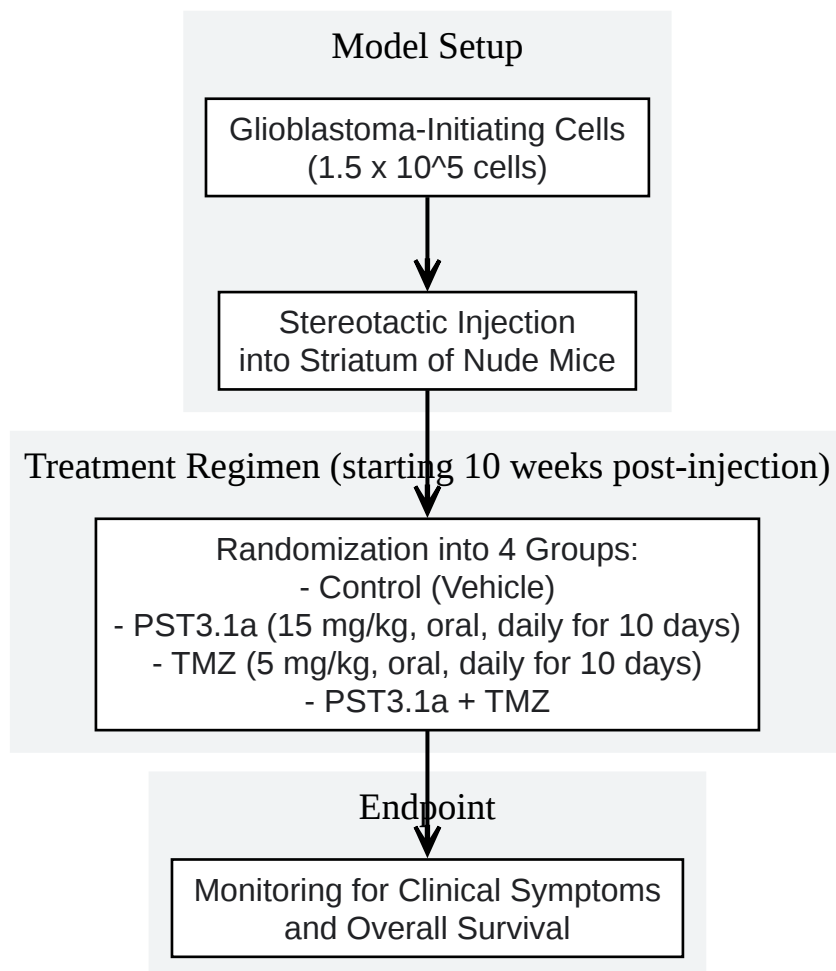 Model Setup
Glioblastoma-Initiating Cells
(1.5 x 10^5 cells)
Stereotactic Injection
into Striatum of Nude Mice
Treatment Regimen (starting 10 weeks post-injection)
Randomization into 4 Groups:
- Control (Vehicle)
- PST3.1a (15 mg/kg, oral, daily for 10 days)
- TMZ (5 mg/kg, oral, daily for 10 days)
- PST3.1a + TMZ
Endpoint
Monitoring for Clinical Symptoms
and Overall Survival